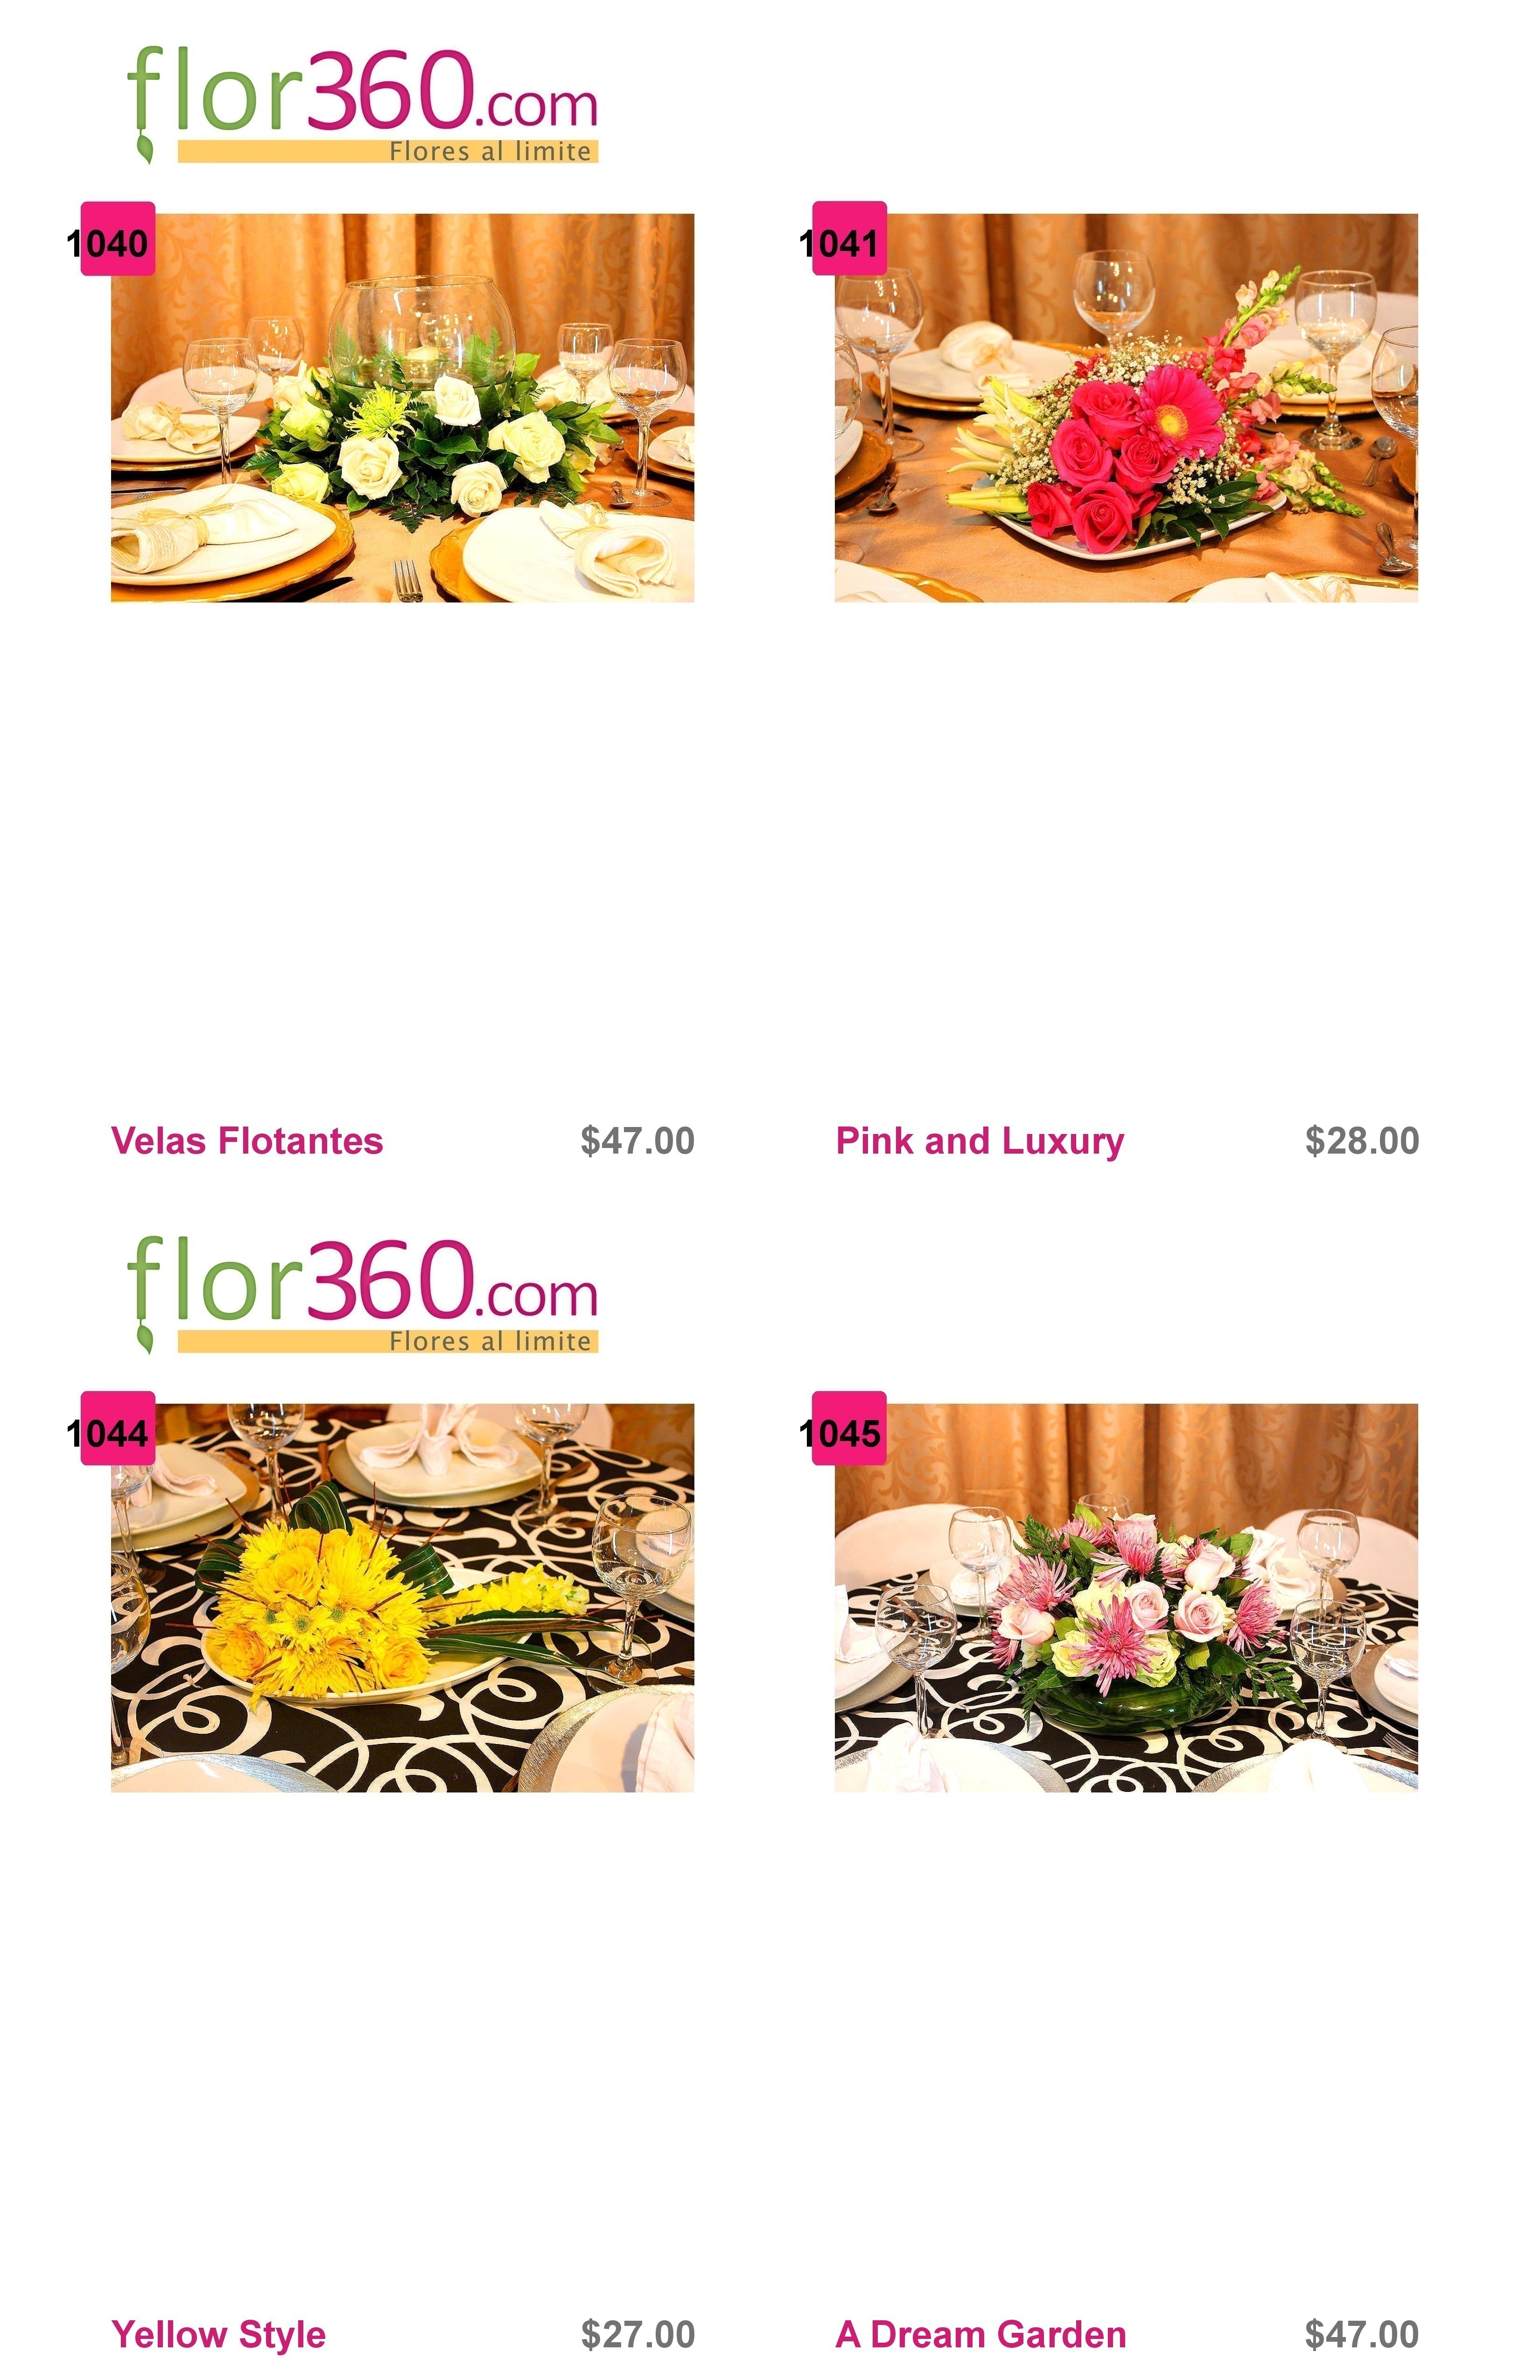 flor360.com
Flores al limite
1040
1041
Velas Flotantes $47.00
Pink and Luxury $28.00
flor360.com
Flores al limite
1044
1045
Yellow Style $27.00
A Dream Garden $47.00